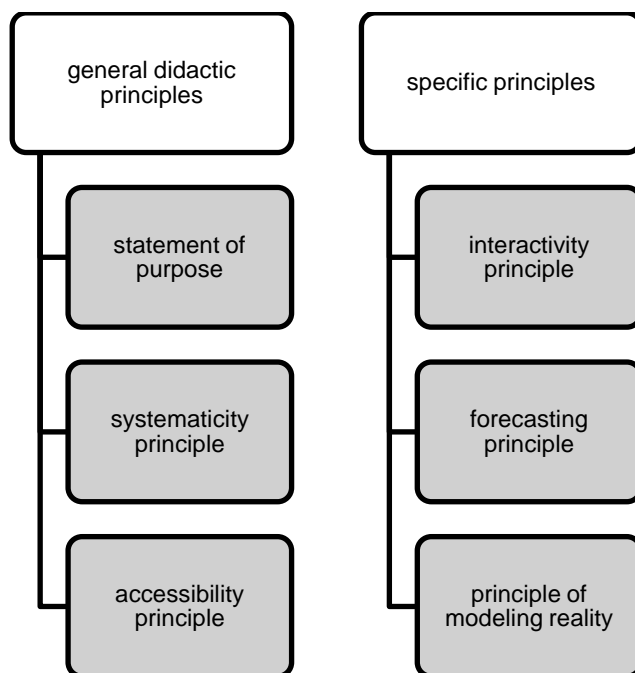 general didactic
principles
statement of
purpose
systematicity
principle
accessibility
principle
specific principles
interactivity
principle
forecasting
principle
principle of
modeling reality